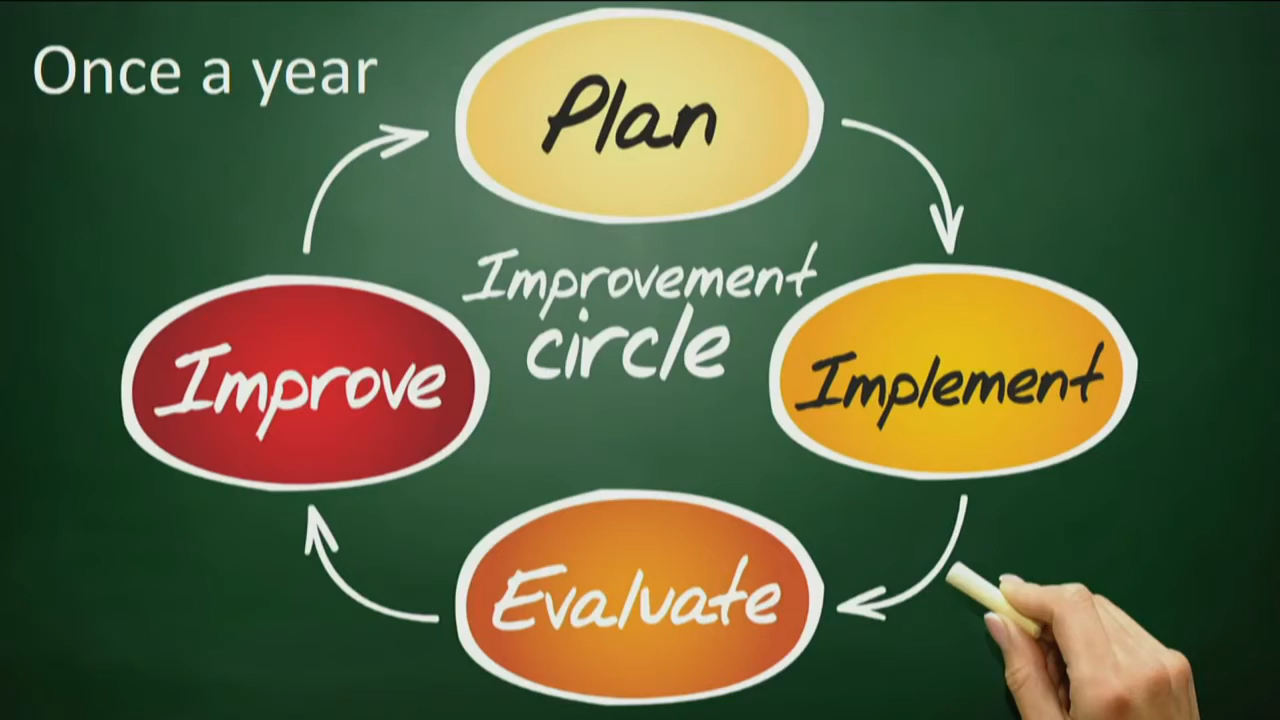 Once a year
Plan
Improvement
circle
Improve
Implement
Evaluate